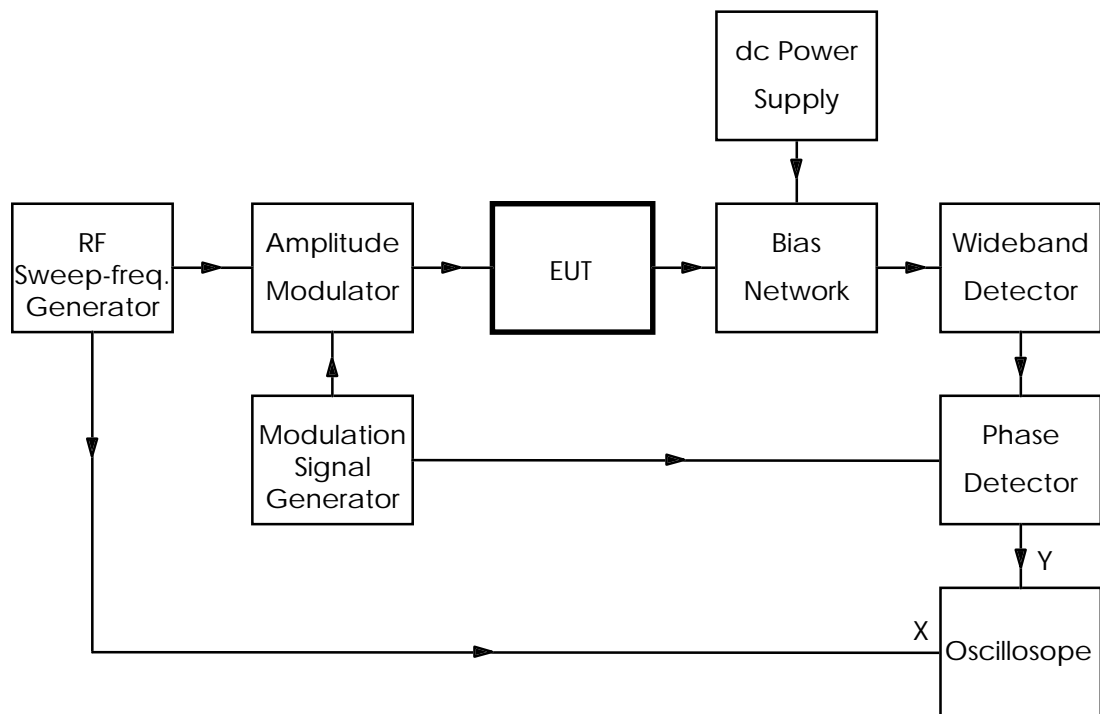 dc Power
Supply
RF
Sweep-freq.
Generator
Amplitude
Modulator
EUT
Bias
Network
Wideband
Detector
Modulation
Signal
Generator
Phase
Detector
Y
X
Oscillosope